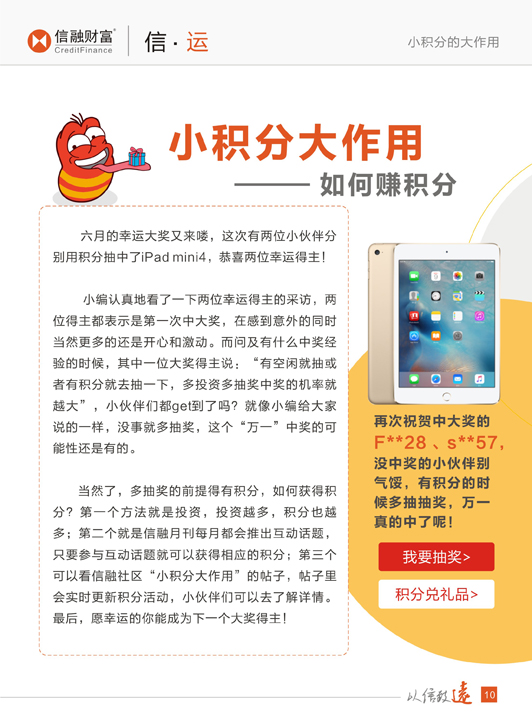 信融财富®
CreditFinance
信·运
小积分的大作用
小积分大作用
——如何赚积分
六月的幸运大奖又来喽，这次有两位小伙伴分
别用积分抽中了iPad mini4，恭喜两位幸运得主！
小编认真地看了一下两位幸运得主的采访，两
位得主都表示是第一次中大奖，在感到意外的同时
当然更多的还是开心和激动。而问及有什么中奖经
验的时候，其中一位大奖得主说：“有空闲就抽或
者有积分就去抽一下，多投资多抽奖中奖的机率就
越大”，小伙伴们都get到了吗？就像小编给大家
说的一样，没事就多抽奖，这个“万一”中奖的可
能性还是有的。
当然了，多抽奖的前提得有积分，如何获得积
分？第一个方法就是投资，投资越多，积分也越
多；第二个就是信融月刊每月都会推出互动话题，
只要参与互动话题就可以获得相应的积分；第三个
可以看信融社区“小积分大作用”的帖子，帖子里
会实时更新积分活动，小伙伴们可以去了解详情。
最后，愿幸运的你能成为下一个大奖得主！
再次祝贺中大奖的
F**28 、s**57，
没中奖的小伙伴别
气馁，有积分的时
候多抽抽奖，万一
真的中了呢！
我要抽奖>
积分兑礼品>
以信致遠
10